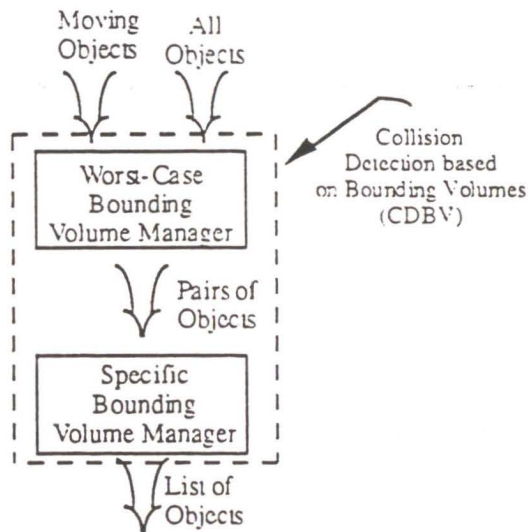 Moving
Objects
All
Objects
Collision
Detection based
on Bounding Volumes
(CDBV)
Worst-Case
Bounding
Volume Manager
Pairs of
Objects
Specific
Bounding
Volume Manager
List of
Objects